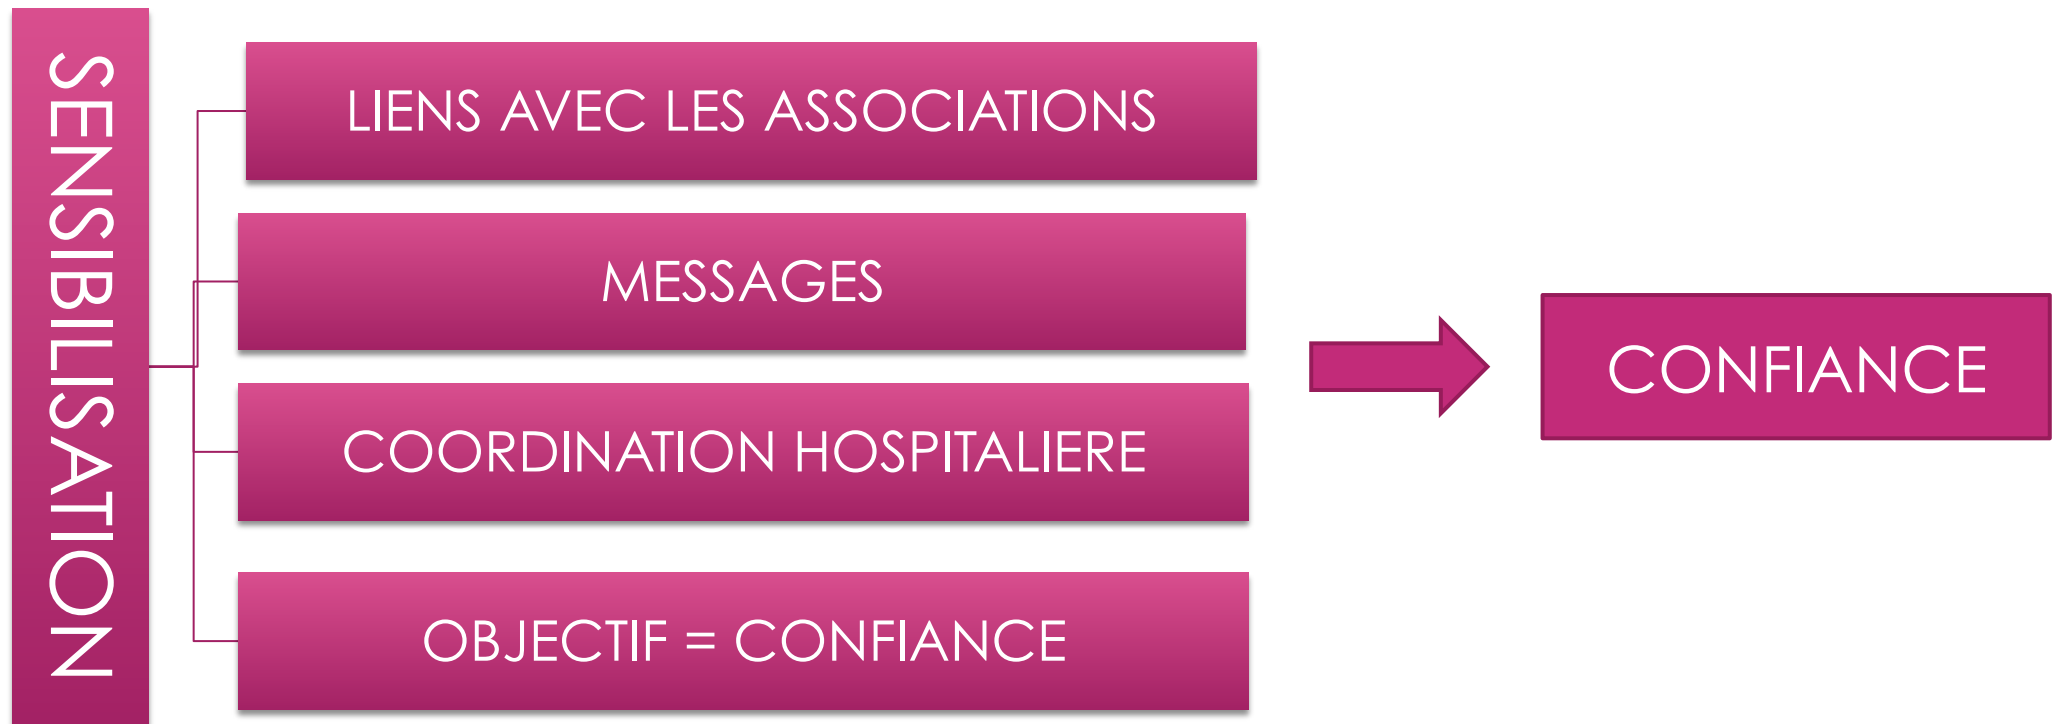 SENSIBILISATION
LIENS AVEC LES ASSOCIATIONS
MESSAGES
COORDINATION HOSPITALIERE
OBJECTIF = CONFIANCE
CONFIANCE